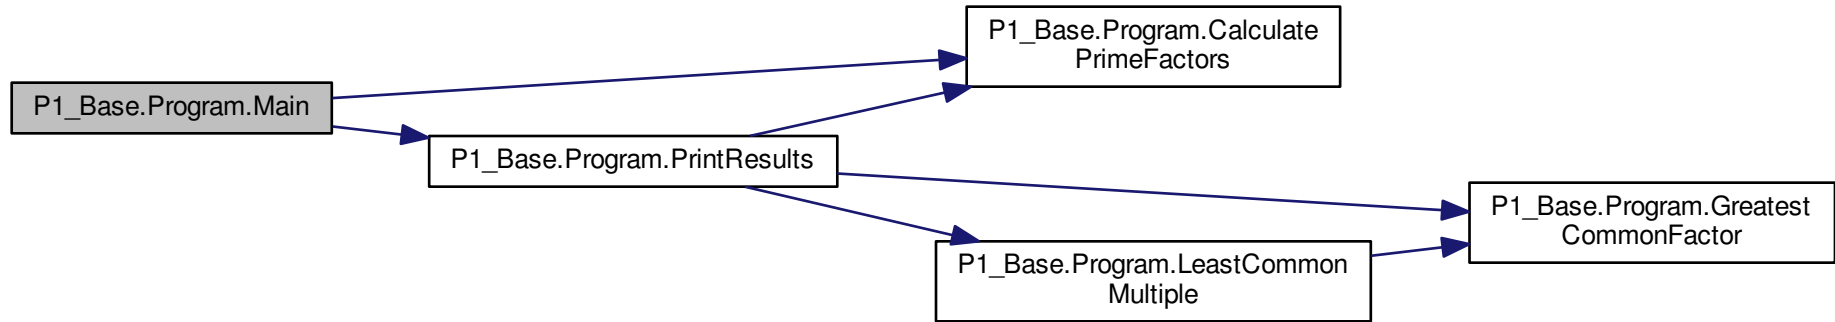 P1_Base.Program.Main
P1_Base.Program.Calculate
PrimeFactors
P1_Base.Program.PrintResults
P1_Base.Program.LeastCommon
Multiple
P1_Base.Program.Greatest
CommonFactor